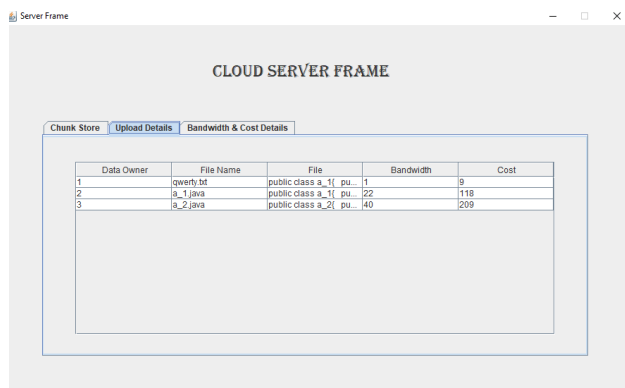 Server Frame
CLOUD SERVER FRAME
Chunk Store Upload Details Bandwidth & Cost Details
Data Owner File Name File Bandwidth Cost
1 qwerty.txt public class a_1{ pu... 1 9
2 a_1.java public class a_1{ pu... 22 118
3 a_2.java public class a_2{ pu... 40 209